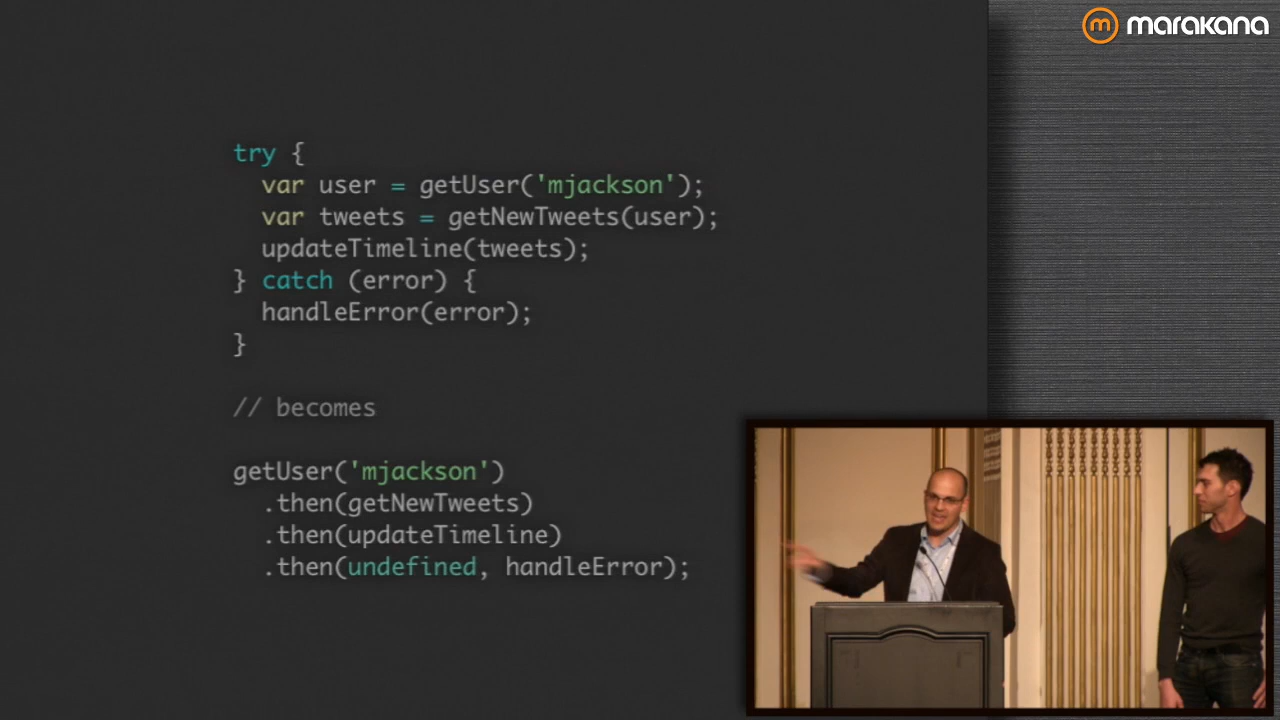 marakana
try {
  var user = getUser('mjackson');
  var tweets = getNewTweets(user);
  updateTimeline(tweets);
} catch (error) {
  handleError(error);
}
// becomes
getUser('mjackson')
  .then(getNewTweets)
  .then(updateTimeline)
  .then(undefined, handleError);